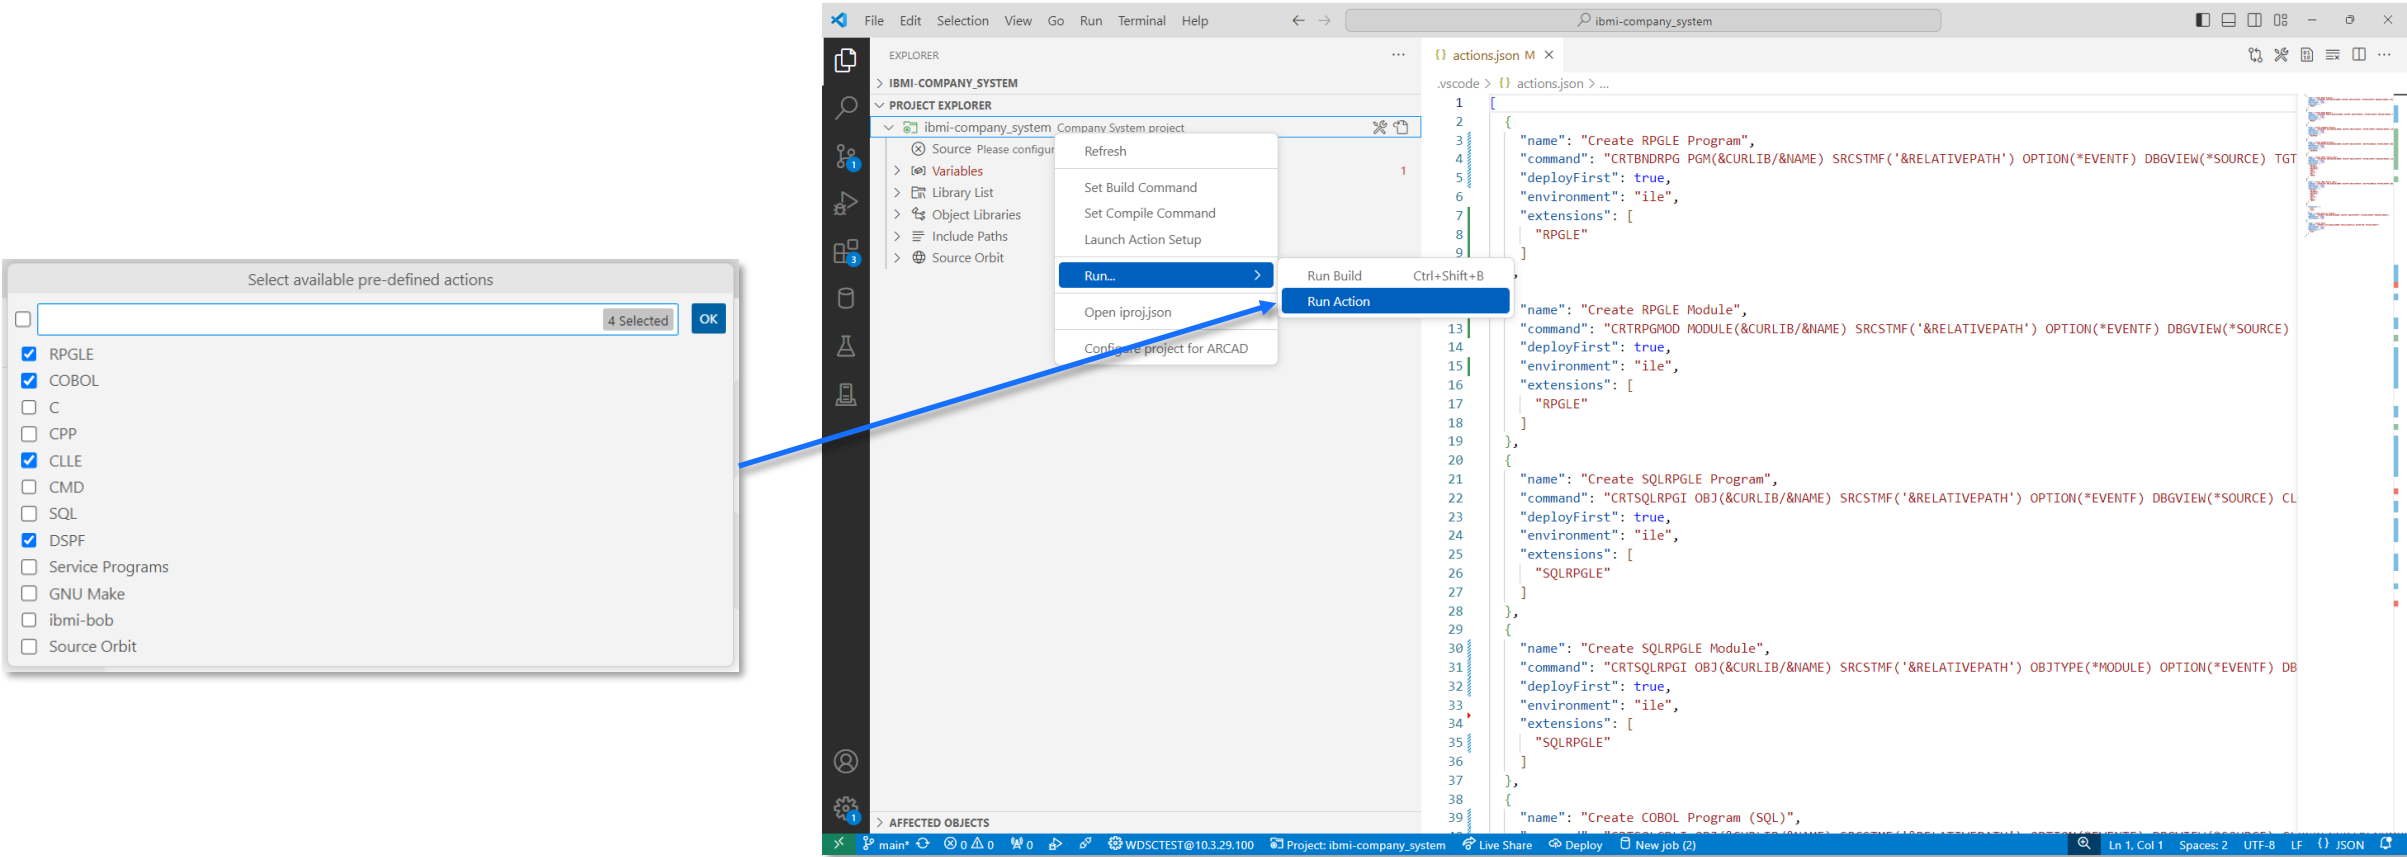 Select available pre-defined actions
4 Selected
OK
RPGLE
COBOL
C
CPP
CLLE
CMD
SQL
DSPF
Service Programs
GNU Make
ibmi-bob
Source Orbit
File Edit Selection View Go Run Terminal Help
ibmi-company_system
EXPLORER
IBMI-COMPANY_SYSTEM
PROJECT EXPLORER
ibmi-company_system Company System project
Source Please configur
Variables 1
Library List
Object Libraries
Include Paths
Source Orbit
AFFECTED OBJECTS
1
3
1
Refresh
Set Build Command
Set Compile Command
Launch Action Setup
Run...
Open iproj.json
Configure project for ARCAD
Run Build Ctrl+Shift+B
Run Action
actions.json M
.vscode > {} actions.json > ...
1 [
2 {
3 "name": "Create RPGLE Program",
4 "command": "CRTBNDRPG PGM(&CURLIB/&NAME) SRCSTMF('&RELATIVEPATH') OPTION(*EVENTF) DBGVIEW(*SOURCE) TGT
5 "deployFirst": true,
6 "environment": "ile",
7 "extensions": [
8 "RPGLE"
9 ]
,
"name": "Create RPGLE Module",
13 "command": "CRTRPGMOD MODULE(&CURLIB/&NAME) SRCSTMF('&RELATIVEPATH') OPTION(*EVENTF) DBGVIEW(*SOURCE)
14 "deployFirst": true,
15 "environment": "ile",
16 "extensions": [
17 "RPGLE"
18 ]
19 },
20 {
21 "name": "Create SQLRPGLE Program",
22 "command": "CRTSQLRPGI OBJ(&CURLIB/&NAME) SRCSTMF('&RELATIVEPATH') OPTION(*EVENTF) DBGVIEW(*SOURCE) CL
23 "deployFirst": true,
24 "environment": "ile",
25 "extensions": [
26 "SQLRPGLE"
27 ]
28 },
29 {
30 "name": "Create SQLRPGLE Module",
31 "command": "CRTSQLRPGI OBJ(&CURLIB/&NAME) SRCSTMF('&RELATIVEPATH') OBJTYPE(*MODULE) OPTION(*EVENTF) DB
32 "deployFirst": true,
33 "environment": "ile",
34 "extensions": [
35 "SQLRPGLE"
36 ]
37 },
38 {
39 "name": "Create COBOL Program (SQL)",
main* 0 0 0 WDSCTEST@10.3.29.100 Project: ibmi-company_system Live Share Deploy New job (2) Ln 1, Col 1 Spaces: 2 UTF-8 LF {} JSON